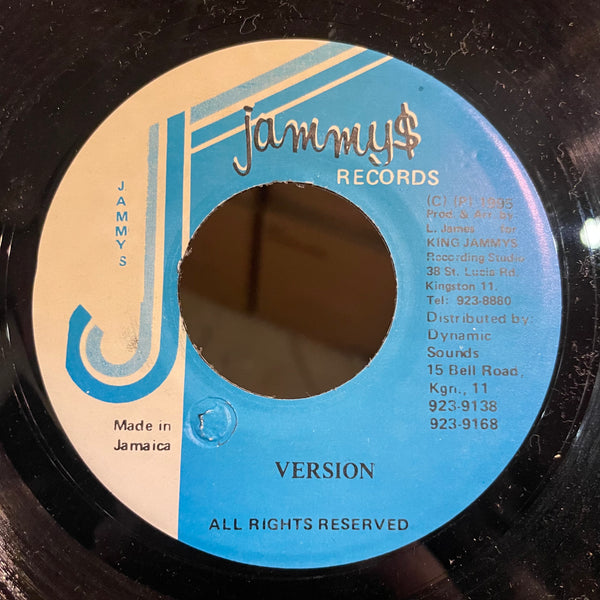 jammy$
RECORDS
JAMMYS
(C) (P) 1995
Prod. & Arr. by
L. James for
KING JAMMYS
Recording Studio
38 St. Lucia Rd.
Kingston 11.
Tel: 923-8880
Distributed by:
Dynamic
Sounds
15 Bell Road,
Kgn., 11
923-9138
923-9168
Made in
Jamaica
VERSION
ALL RIGHTS RESERVED